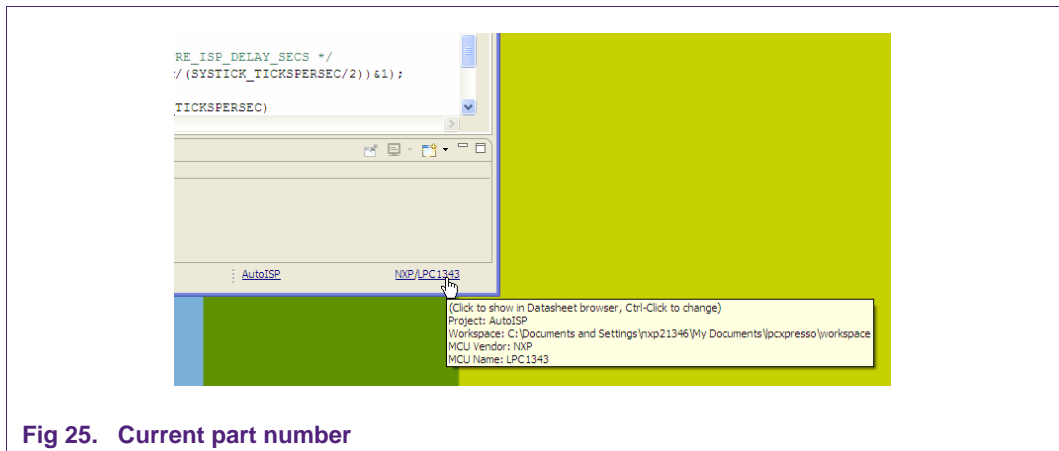 RE_ISP_DELAY_SECS */
/(SYSTICK_TICKSPERSEC/2))&1);
_TICKSPERSEC)
AutoISP
NXP/LPC1343
(Click to show in Datasheet browser, Ctrl-Click to change)
Project: AutoISP
Workspace: C:\Documents and Settings\nxp21346\My Documents\lpcxpresso\workspace
MCU Vendor: NXP
MCU Name: LPC1343
Fig 25. Current part number